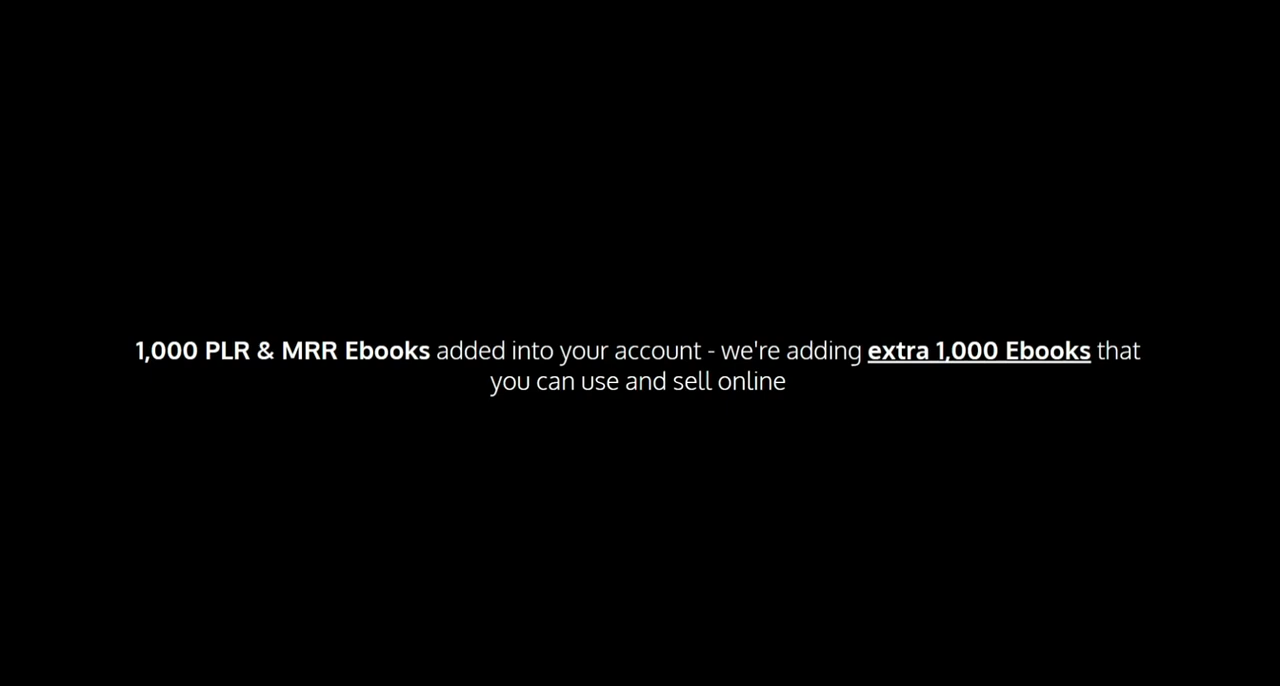 1,000 PLR & MRR Ebooks added into your account - we're adding extra 1,000 Ebooks that
you can use and sell online